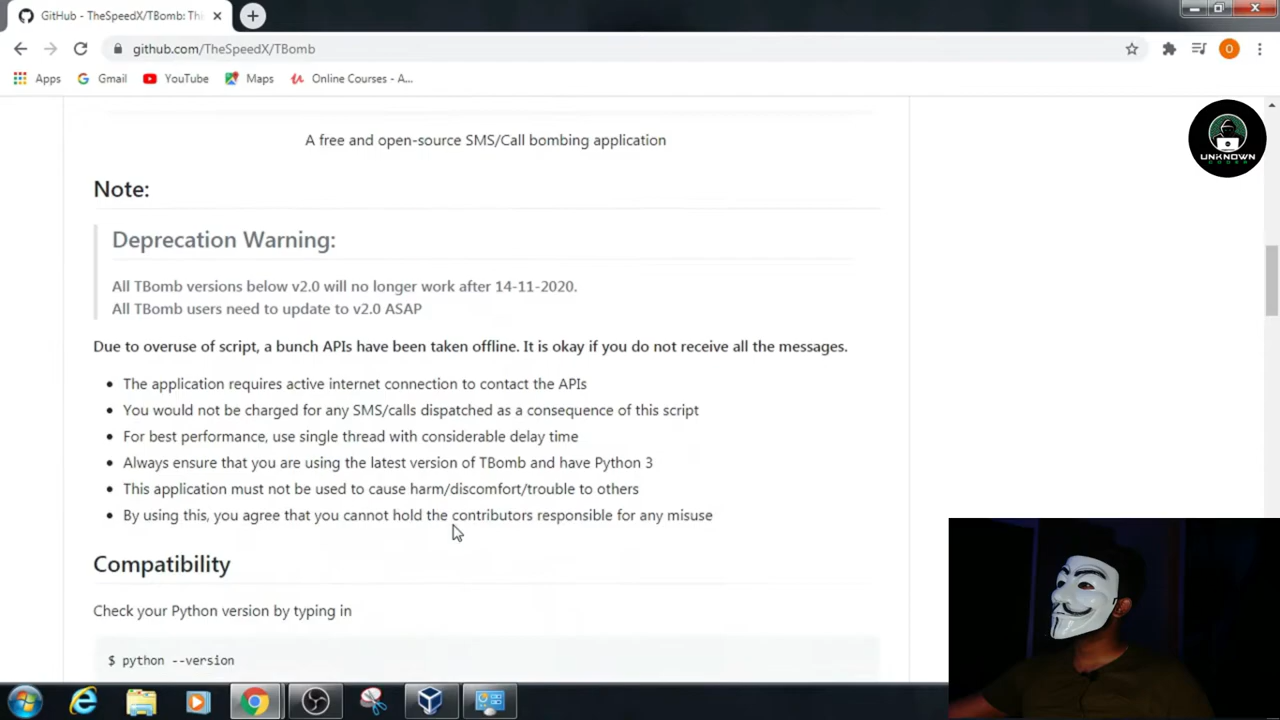 GitHub - TheSpeedX/TBomb: Thi
github.com/TheSpeedX/TBomb
O
Apps
Gmail
YouTube
Maps
Online Courses - A...
UNKNOWN
A free and open-source SMS/Call bombing application
Note:
Deprecation Warning:
All TBomb versions below v2.0 will no longer work after 14-11-2020.
All TBomb users need to update to v2.0 ASAP
Due to overuse of script, a bunch APIs have been taken offline. It is okay if you do not receive all the messages.
• The application requires active internet connection to contact the APIs
• You would not be charged for any SMS/calls dispatched as a consequence of this script
• For best performance, use single thread with considerable delay time
• Always ensure that you are using the latest version of TBomb and have Python 3
• This application must not be used to cause harm/discomfort/trouble to others
• By using this, you agree that you cannot hold the contributors responsible for any misuse
Compatibility
Check your Python version by typing in
$ python --version